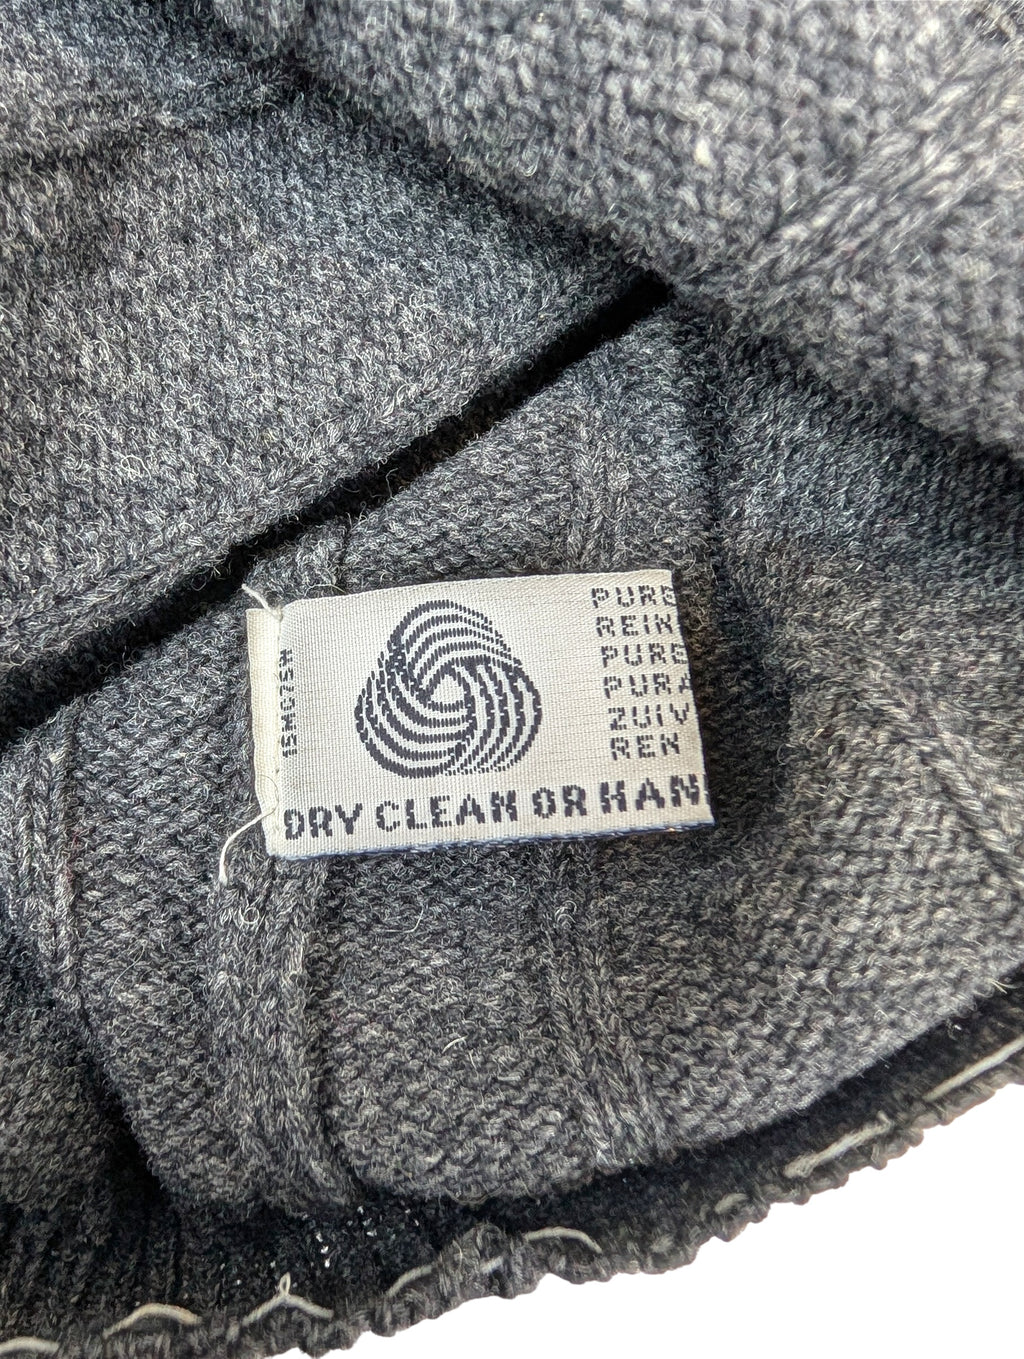 PURE
REIN
PURE
PURA
ZUIV
REN
DRY CLEAN OR HAN